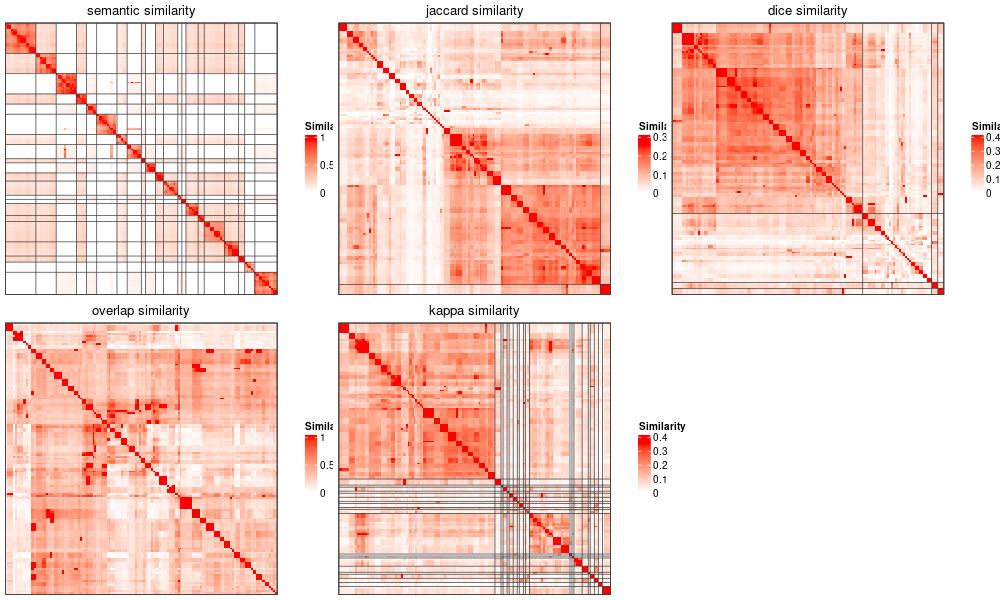 semantic similarity
Simila
1
0.5
0
jaccard similarity
Simila
0.3
0.2
0.1
0
dice similarity
Simila
0.4
0.3
0.2
0.1
0
overlap similarity
Simila
1
0.5
0
kappa similarity
Similarity
0.4
0.3
0.2
0.1
0